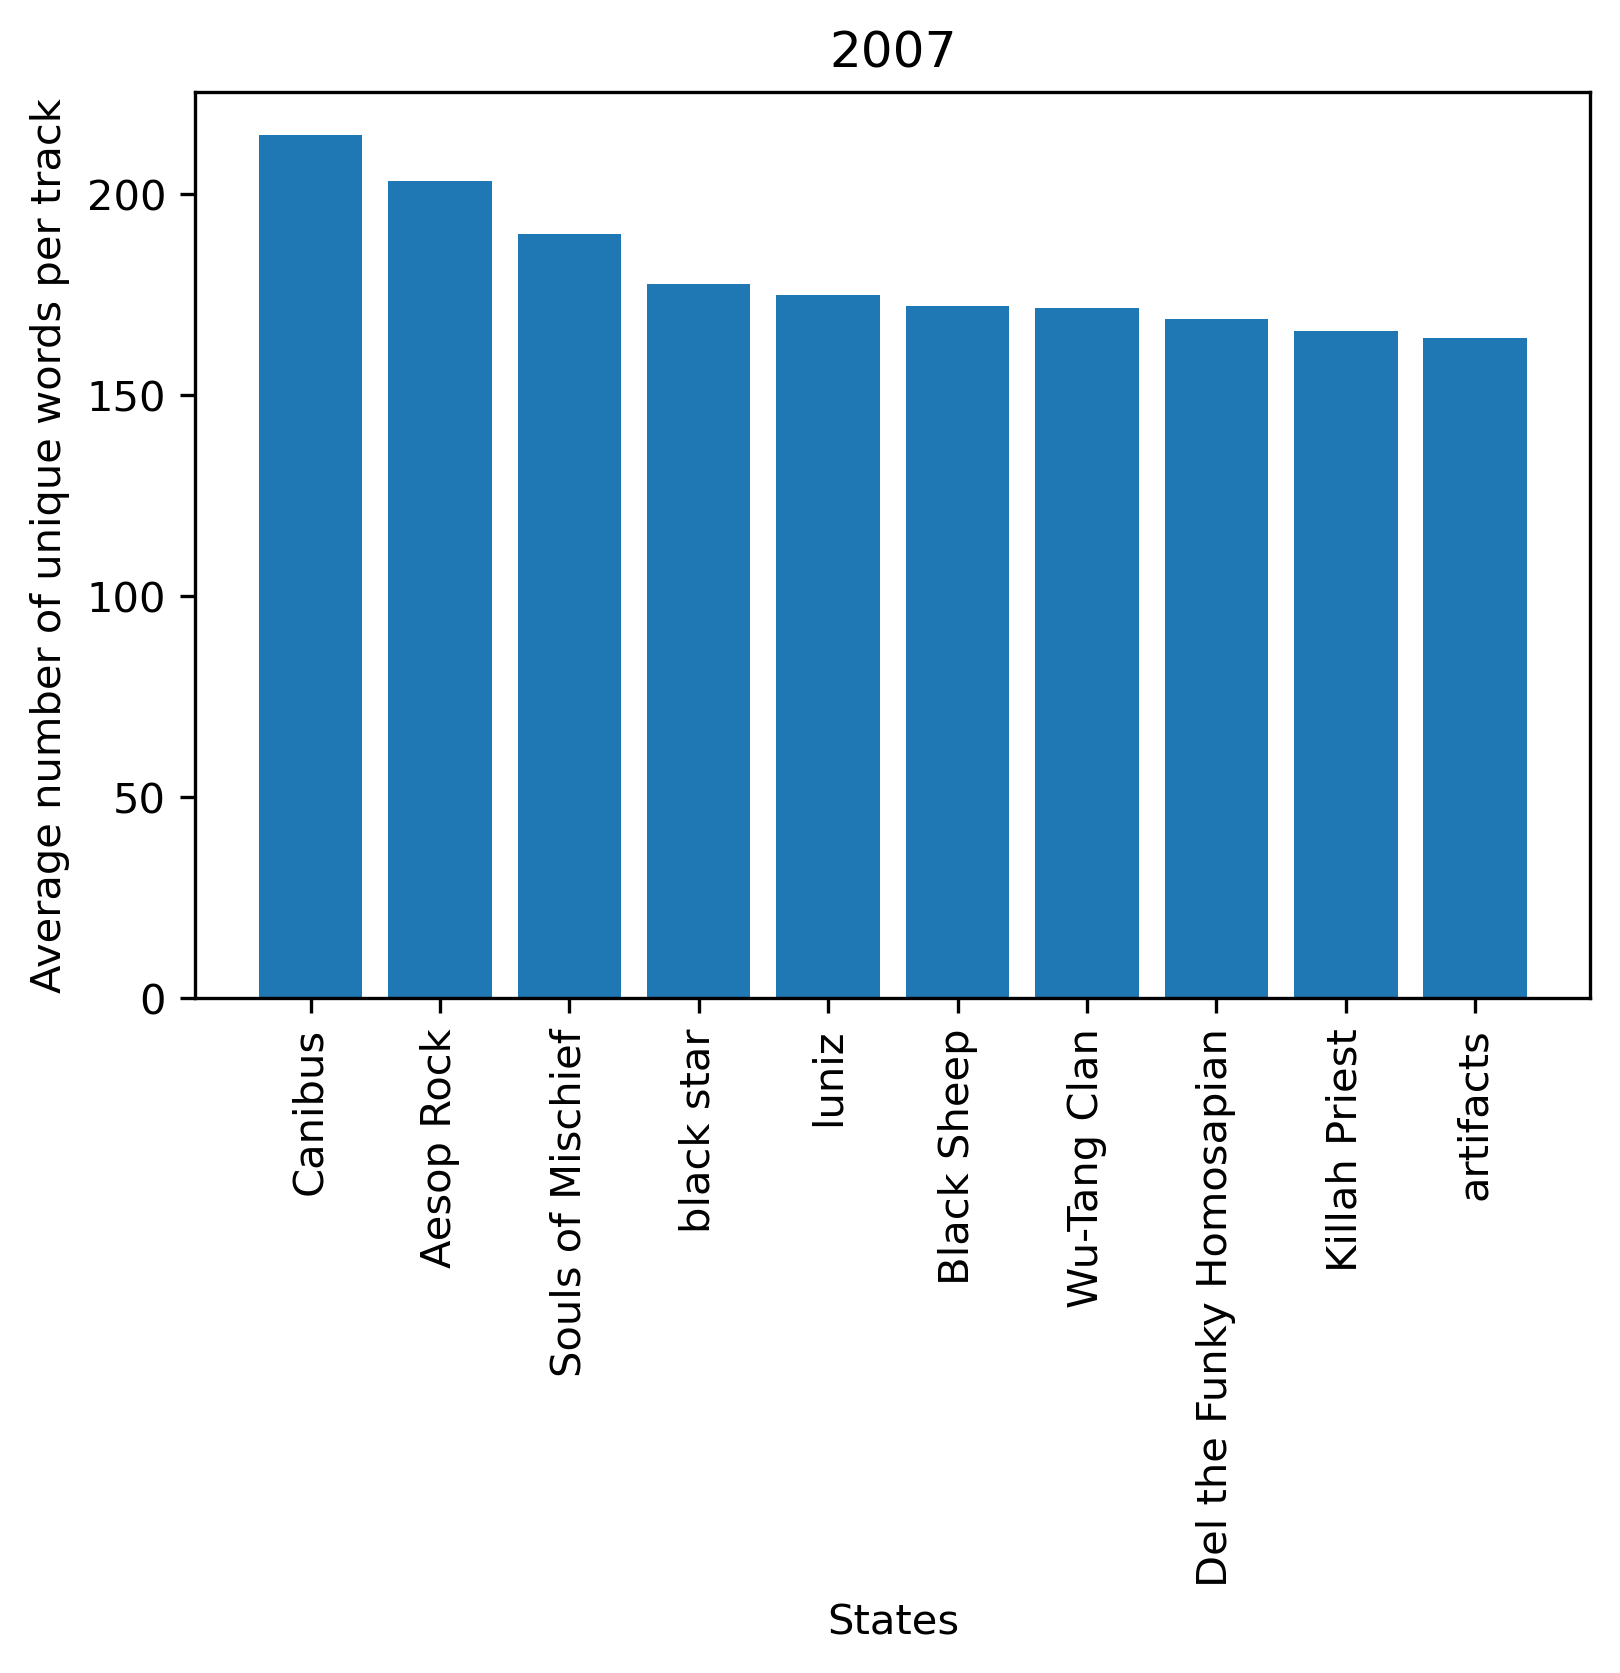 2007
Average number of unique words per track
200
150
100
50
0
Canibus
Aesop Rock
Souls of Mischief
black star
luniz
Black Sheep
Wu-Tang Clan
Del the Funky Homosapian
Killah Priest
artifacts
States